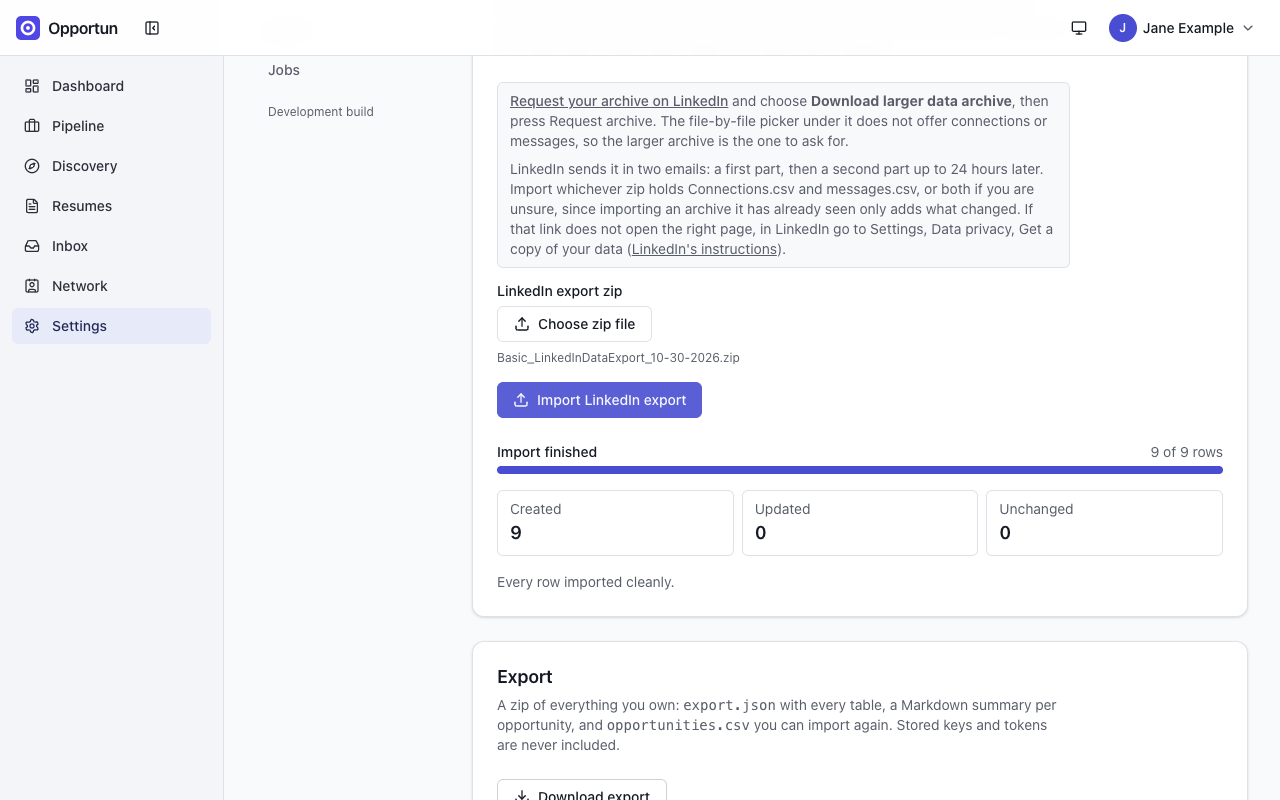 Opportun
J
Jane Example
Dashboard
Pipeline
Discovery
Resumes
Inbox
Network
Settings
Jobs
Development build
Request your archive on LinkedIn and choose Download larger data archive, then
press Request archive. The file-by-file picker under it does not offer connections or
messages, so the larger archive is the one to ask for.
LinkedIn sends it in two emails: a first part, then a second part up to 24 hours later.
Import whichever zip holds Connections.csv and messages.csv, or both if you are
unsure, since importing an archive it has already seen only adds what changed. If
that link does not open the right page, in LinkedIn go to Settings, Data privacy, Get a
copy of your data (LinkedIn's instructions).
LinkedIn export zip
Choose zip file
Basic_LinkedInDataExport_10-30-2026.zip
Import LinkedIn export
Import finished
9 of 9 rows
Created
9
Updated
0
Unchanged
0
Every row imported cleanly.
Export
A zip of everything you own: export.json with every table, a Markdown summary per
opportunity, and opportunities.csv you can import again. Stored keys and tokens
are never included.
Download export